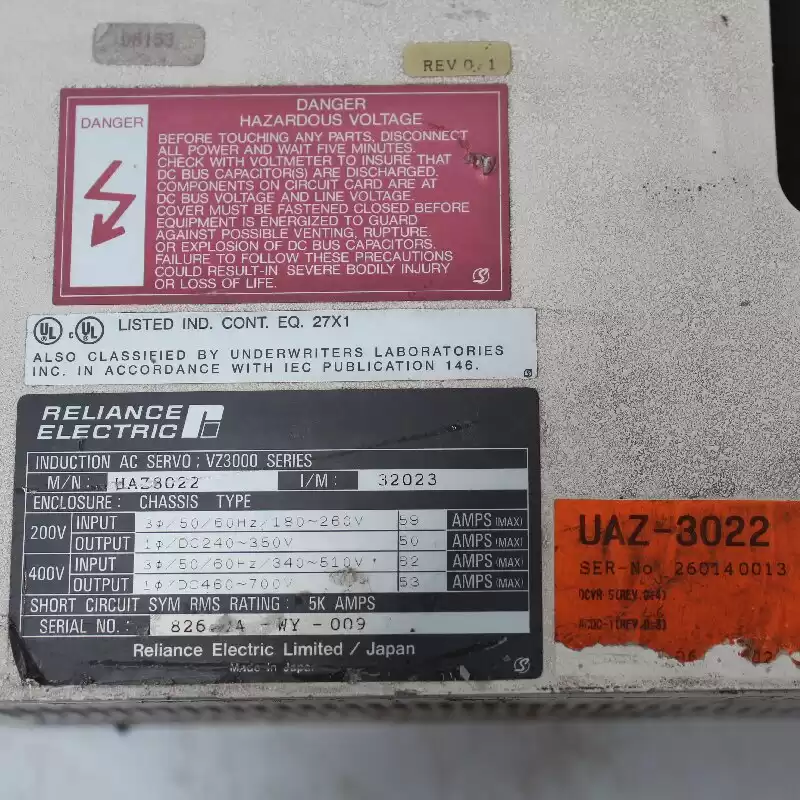 REV 0.1
DANGER
DANGER
HAZARDOUS VOLTAGE
BEFORE TOUCHING ANY PARTS, DISCONNECT
ALL POWER AND WAIT FIVE MINUTES.
CHECK WITH VOLTMETER TO INSURE THAT
DC BUS CAPACITOR(S) ARE DISCHARGED.
COMPONENTS ON CIRCUIT CARD ARE AT
DC BUS VOLTAGE AND LINE VOLTAGE.
COVER MUST BE FASTENED CLOSED BEFORE
EQUIPMENT IS ENERGIZED TO GUARD
AGAINST POSSIBLE VENTING, RUPTURE,
OR EXPLOSION OF DC BUS CAPACITORS.
FAILURE TO FOLLOW THESE PRECAUTIONS
COULD RESULT-IN SEVERE BODILY INJURY
OR LOSS OF LIFE.
UL c UL LISTED IND. CONT. EQ. 27X1
ALSO CLASSIFIED BY UNDERWRITERS LABORATORIES
INC. IN ACCORDANCE WITH IEC PUBLICATION 146.
RELIANCE
ELECTRIC
INDUCTION AC SERVO : VZ3000 SERIES
M/N : UAZ3022 I/M : 32023
ENCLOSURE : CHASSIS TYPE
200V INPUT 3φ/50/60Hz/180~260V 59 AMPS (MAX)
OUTPUT 1φ/DC240~350V 50 AMPS (MAX)
400V INPUT 3φ/50/60Hz/340~510V 62 AMPS (MAX)
OUTPUT 1φ/DC460~700V 53 AMPS (MAX)
SHORT CIRCUIT SYM RMS RATING : 5K AMPS
SERIAL NO. : 826 A -WY-009
Reliance Electric Limited / Japan
Made in Japan
UAZ-3022
SER-No 260140013